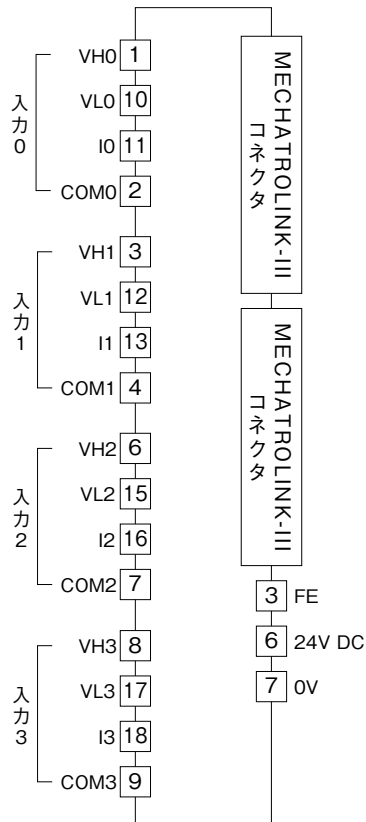 入力0
VH0 1
VL0 10
I0 11
COM0 2
入力1
VH1 3
VL1 12
I1 13
COM1 4
入力2
VH2 6
VL2 15
I2 16
COM2 7
入力3
VH3 8
VL3 17
I3 18
COM3 9
MECHATROLINK-III
コネクタ
MECHATROLINK-III
コネクタ
3 FE
6 24V DC
7 0V